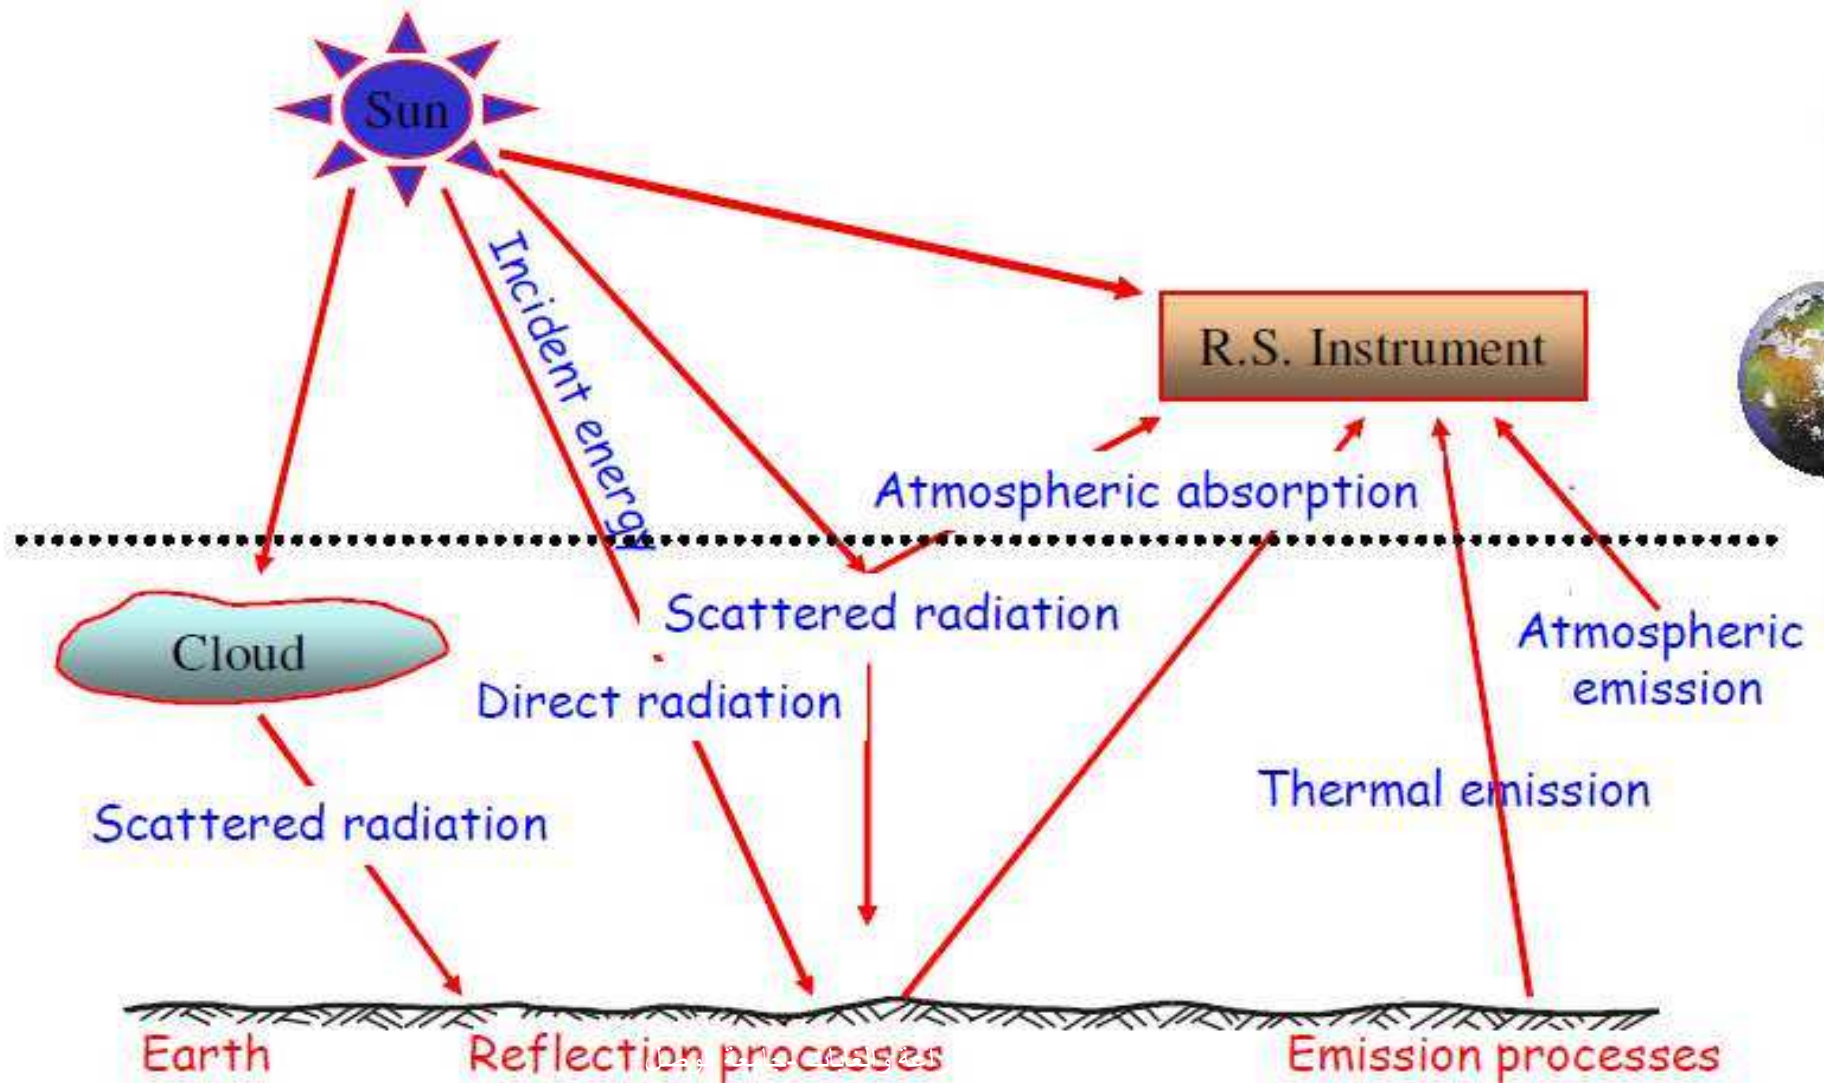 Sun
Incident energy
R.S. Instrument
Atmospheric absorption
Scattered radiation
Cloud
Atmospheric
emission
Direct radiation
Thermal emission
Scattered radiation
Earth
Reflection processes
Emission processes